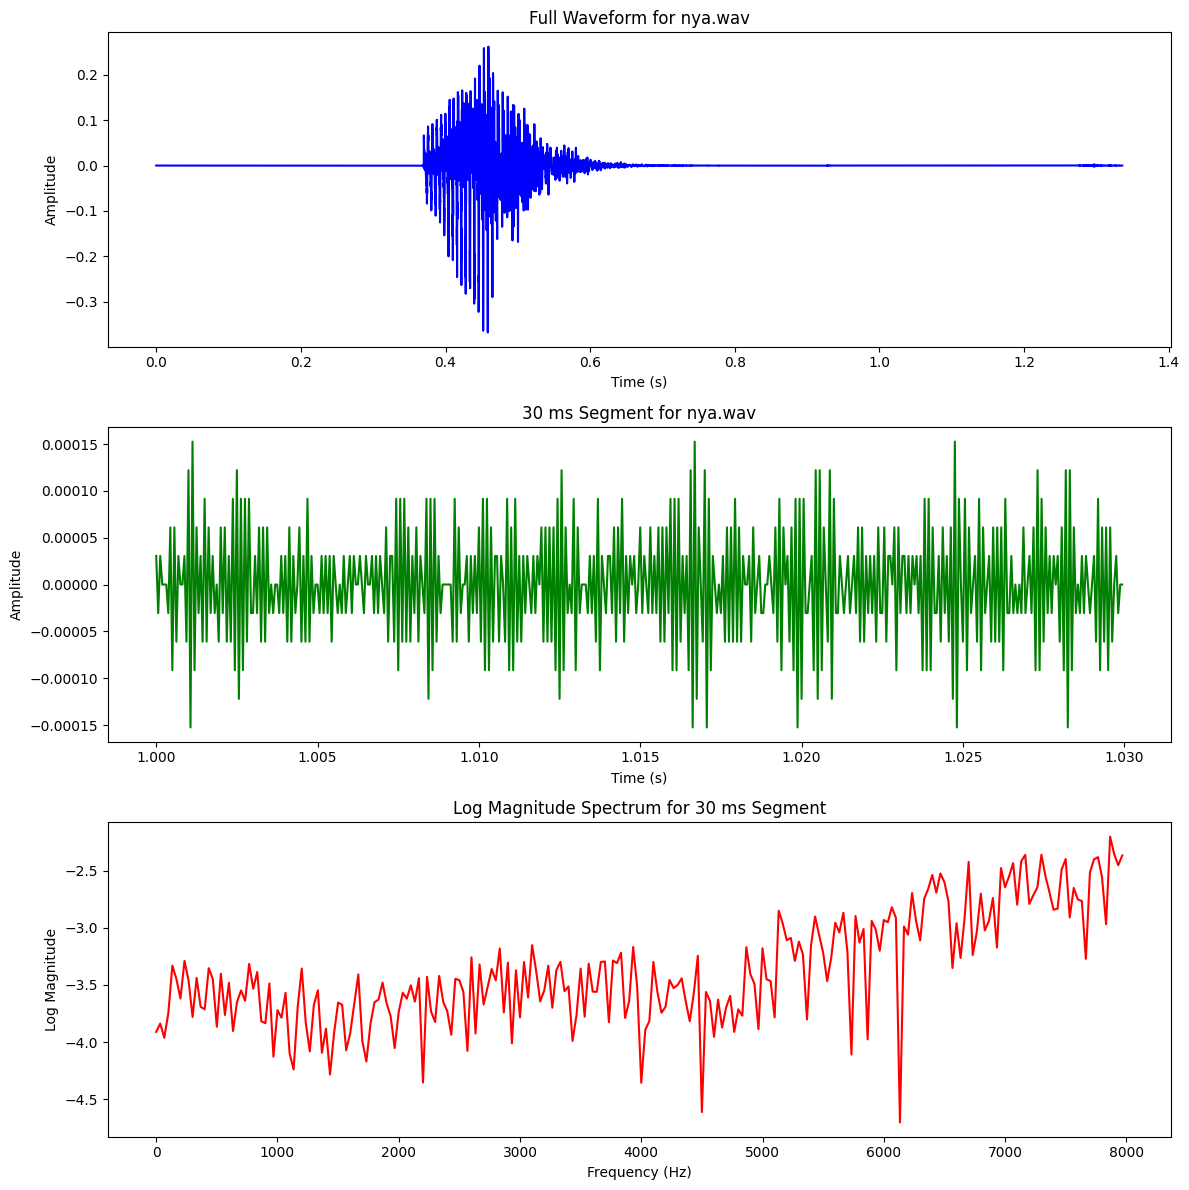 Full Waveform for nya.wav
0.2
0.1
0.0
−0.1
−0.2
−0.3
Amplitude
0.0 0.2 0.4 0.6 0.8 1.0 1.2 1.4
Time (s)
30 ms Segment for nya.wav
0.00015
0.00010
0.00005
0.00000
−0.00005
−0.00010
−0.00015
Amplitude
1.000 1.005 1.010 1.015 1.020 1.025 1.030
Time (s)
Log Magnitude Spectrum for 30 ms Segment
−2.5
−3.0
−3.5
−4.0
−4.5
Log Magnitude
0 1000 2000 3000 4000 5000 6000 7000 8000
Frequency (Hz)